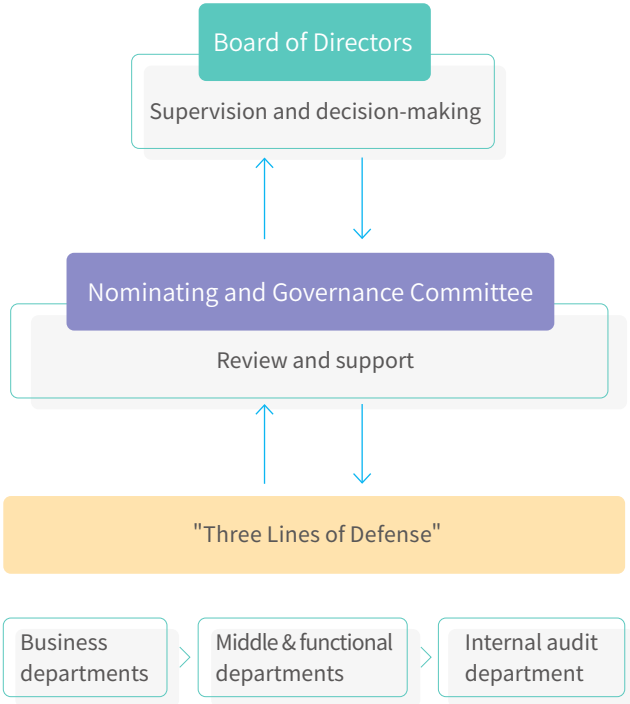 Board of Directors
Supervision and decision-making
Nominating and Governance Committee
Review and support
"Three Lines of Defense"
Business
departments
Middle & functional
departments
Internal audit
department